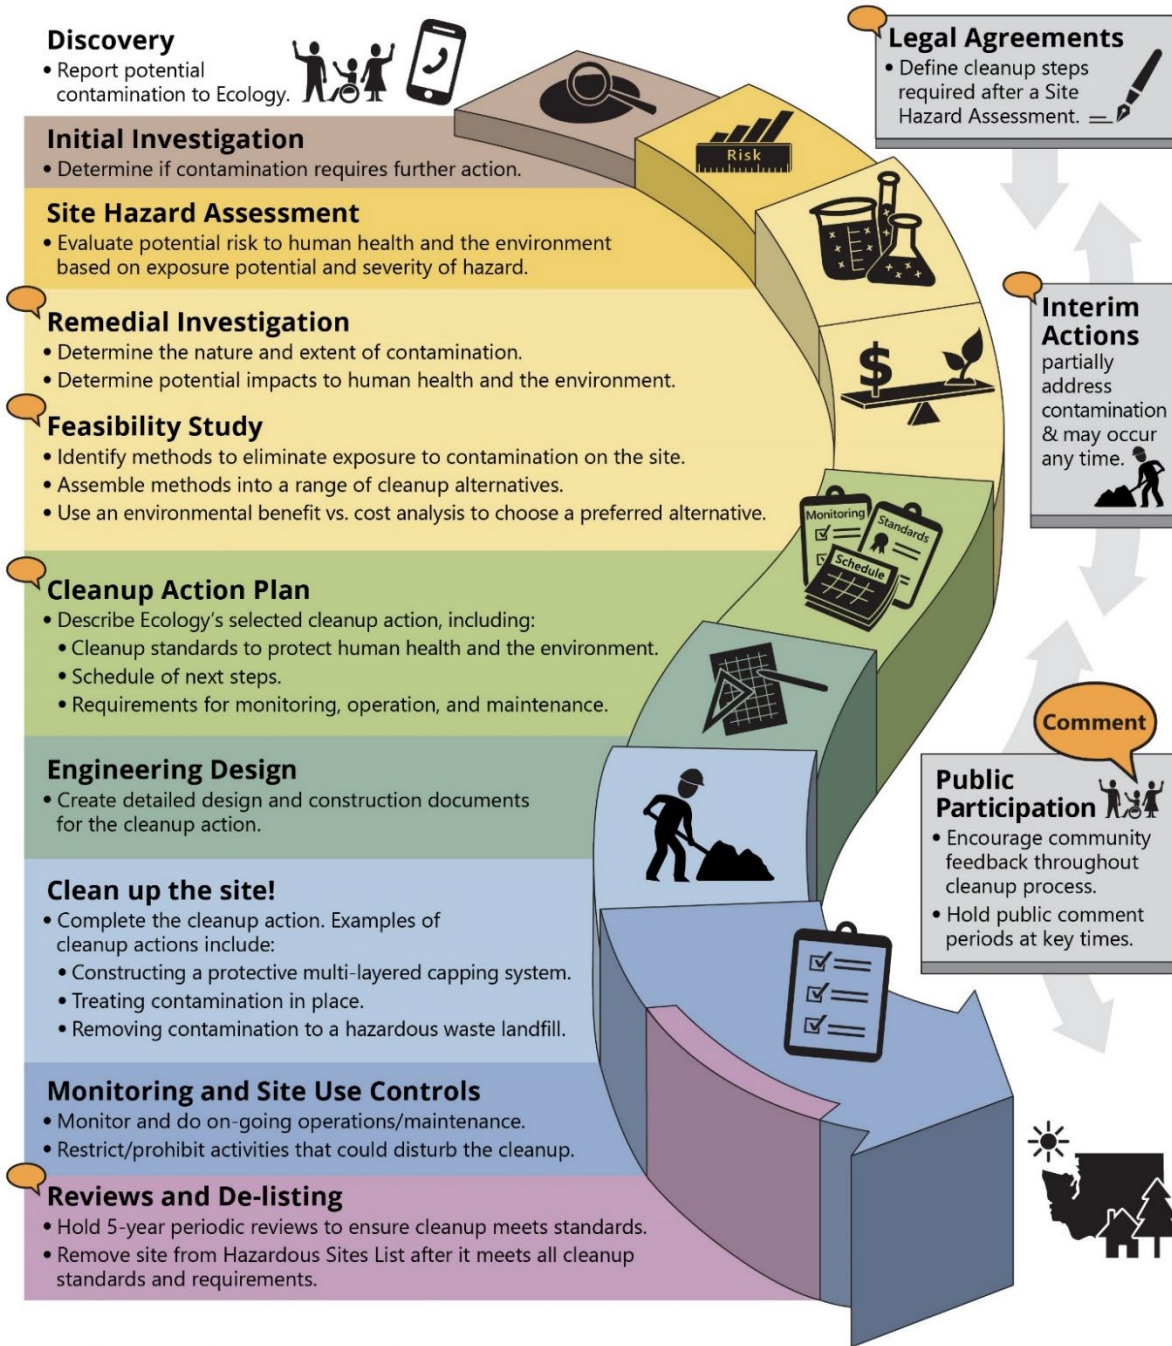 Discovery
• Report potential
contamination to Ecology.
Initial Investigation
• Determine if contamination requires further action.
Site Hazard Assessment
• Evaluate potential risk to human health and the environment
based on exposure potential and severity of hazard.
Remedial Investigation
• Determine the nature and extent of contamination.
• Determine potential impacts to human health and the environment.
Feasibility Study
• Identify methods to eliminate exposure to contamination on the site.
• Assemble methods into a range of cleanup alternatives.
• Use an environmental benefit vs. cost analysis to choose a preferred alternative.
Cleanup Action Plan
• Describe Ecology's selected cleanup action, including:
• Cleanup standards to protect human health and the environment.
• Schedule of next steps.
• Requirements for monitoring, operation, and maintenance.
Engineering Design
• Create detailed design and construction documents
for the cleanup action.
Clean up the site!
• Complete the cleanup action. Examples of
cleanup actions include:
• Constructing a protective multi-layered capping system.
• Treating contamination in place.
• Removing contamination to a hazardous waste landfill.
Monitoring and Site Use Controls
• Monitor and do on-going operations/maintenance.
• Restrict/prohibit activities that could disturb the cleanup.
Reviews and De-listing
• Hold 5-year periodic reviews to ensure cleanup meets standards.
• Remove site from Hazardous Sites List after it meets all cleanup
standards and requirements.
Risk
$
Monitoring
Standards
Schedule
Legal Agreements
• Define cleanup steps
required after a Site
Hazard Assessment.
Interim
Actions
partially
address
contamination
& may occur
any time.
Comment
Public
Participation
• Encourage community
feedback throughout
cleanup process.
• Hold public comment
periods at key times.